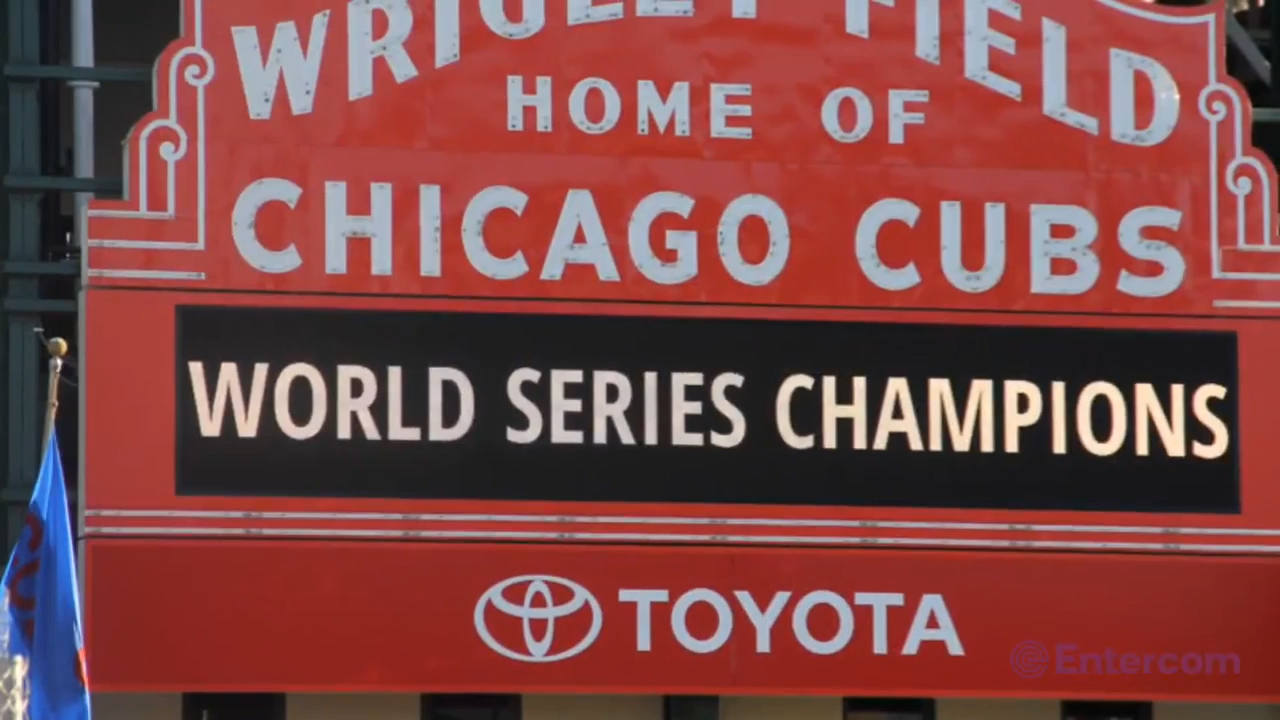 WRIGLEY FIELD
HOME OF
CHICAGO CUBS
WORLD SERIES CHAMPIONS
TOYOTA
Entercom